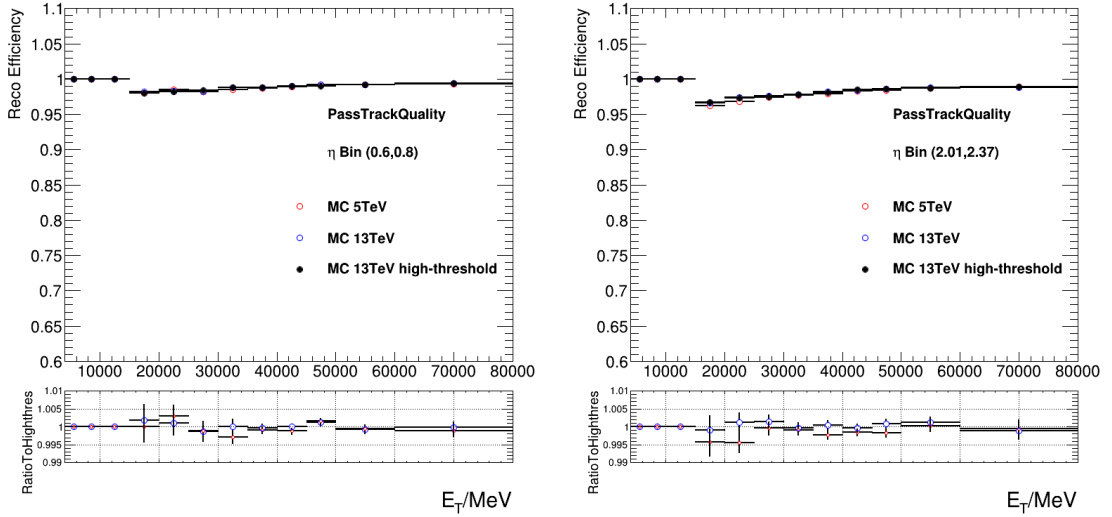 Reco Efficiency
1.1
1.05
1
0.95
0.9
0.85
0.8
0.75
0.7
0.65
0.6
PassTrackQuality
η Bin (0.6,0.8)
MC 5TeV
MC 13TeV
MC 13TeV high-threshold
10000 20000 30000 40000 50000 60000 70000 80000
RatioToHighthres
1.01
1.005
1
0.995
0.99
E_T/MeV
Reco Efficiency
1.1
1.05
1
0.95
0.9
0.85
0.8
0.75
0.7
0.65
0.6
PassTrackQuality
η Bin (2.01,2.37)
MC 5TeV
MC 13TeV
MC 13TeV high-threshold
10000 20000 30000 40000 50000 60000 70000 80000
RatioToHighthres
1.01
1.005
1
0.995
0.99
E_T/MeV